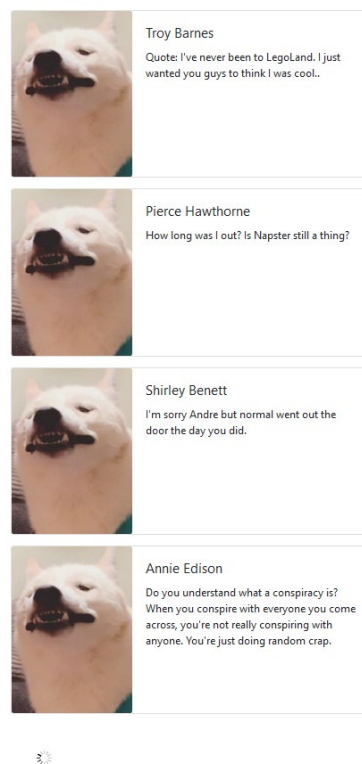 Troy Barnes
Quote: I've never been to LegoLand. I just
wanted you guys to think I was cool..
Pierce Hawthorne
How long was I out? Is Napster still a thing?
Shirley Benett
I'm sorry Andre but normal went out the
door the day you did.
Annie Edison
Do you understand what a conspiracy is?
When you conspire with everyone you come
across, you're not really conspiring with
anyone. You're just doing random crap.